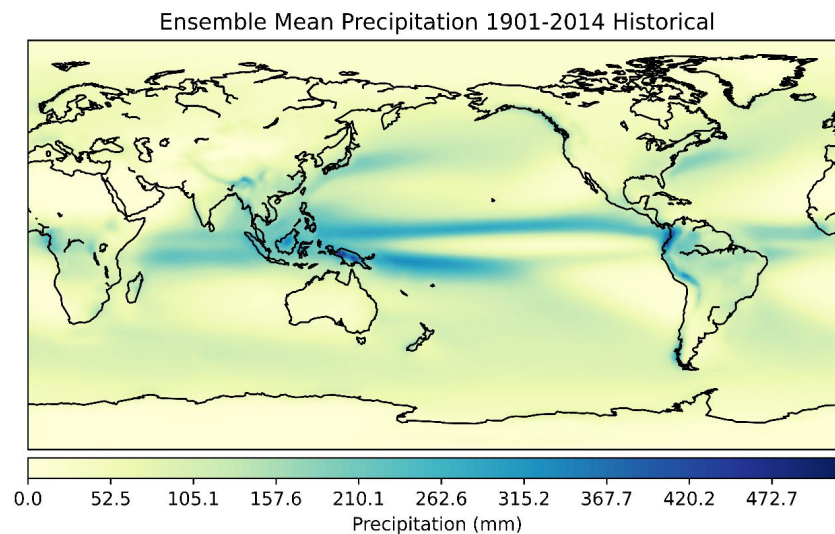 Ensemble Mean Precipitation 1901-2014 Historical
0.0 52.5 105.1 157.6 210.1 262.6 315.2 367.7 420.2 472.7
Precipitation (mm)